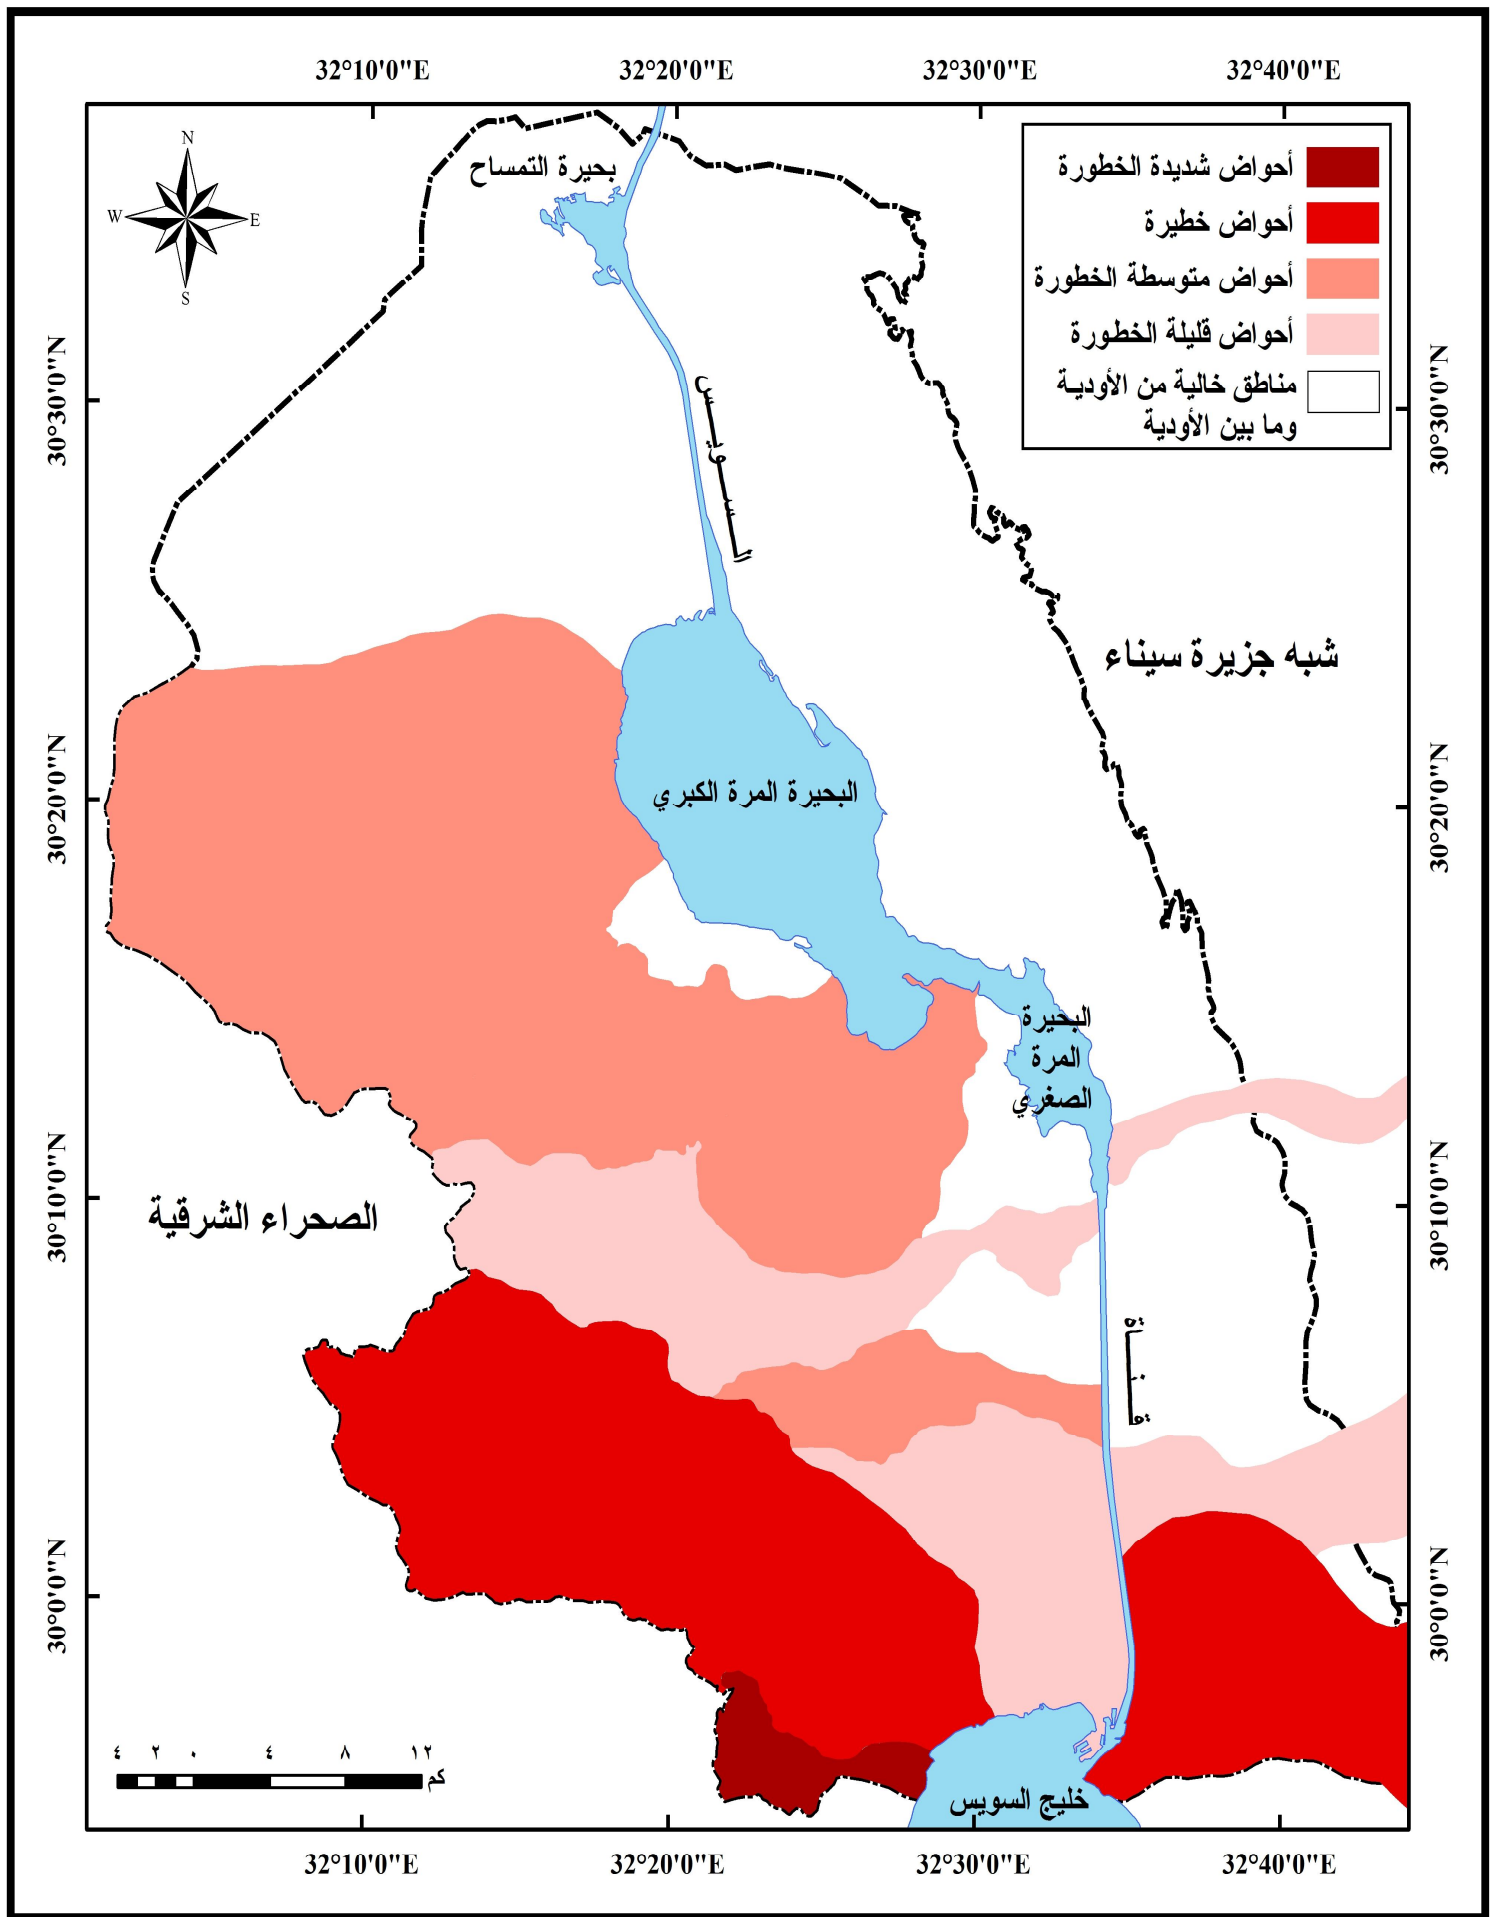 32°10'0"E
32°20'0"E
32°30'0"E
32°40'0"E
N
W
E
S
بحيرة التمساح
أحواض شديدة الخطورة
أحواض خطيرة
أحواض متوسطة الخطورة
أحواض قليلة الخطورة
مناطق خالية من الأودية
وما بين الأودية
30°30'0"N
30°30'0"N
السويس
شبه جزيرة سيناء
30°20'0"N
30°20'0"N
البحيرة المرة الكبري
البحيرة
المرة
الصغري
30°10'0"N
30°10'0"N
الصحراء الشرقية
قناة
30°0'0"N
30°0'0"N
٤ ٢ ٠ ٤ ٨ ١٢
كم
خليج السويس
32°10'0"E
32°20'0"E
32°30'0"E
32°40'0"E